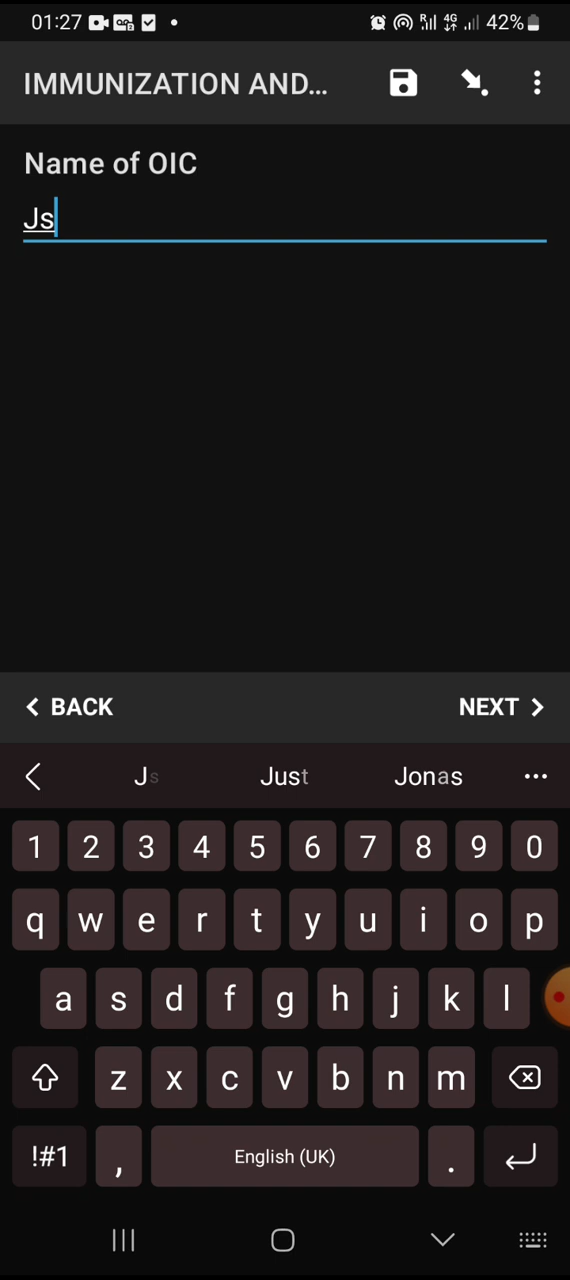 01:27 4G 42%
IMMUNIZATION AND...
Name of OIC
Js
BACK NEXT
Js Just Jonas
1 2 3 4 5 6 7 8 9 0
q w e r t y u i o p
a s d f g h j k l
z x c v b n m
!#1 , English (UK) .